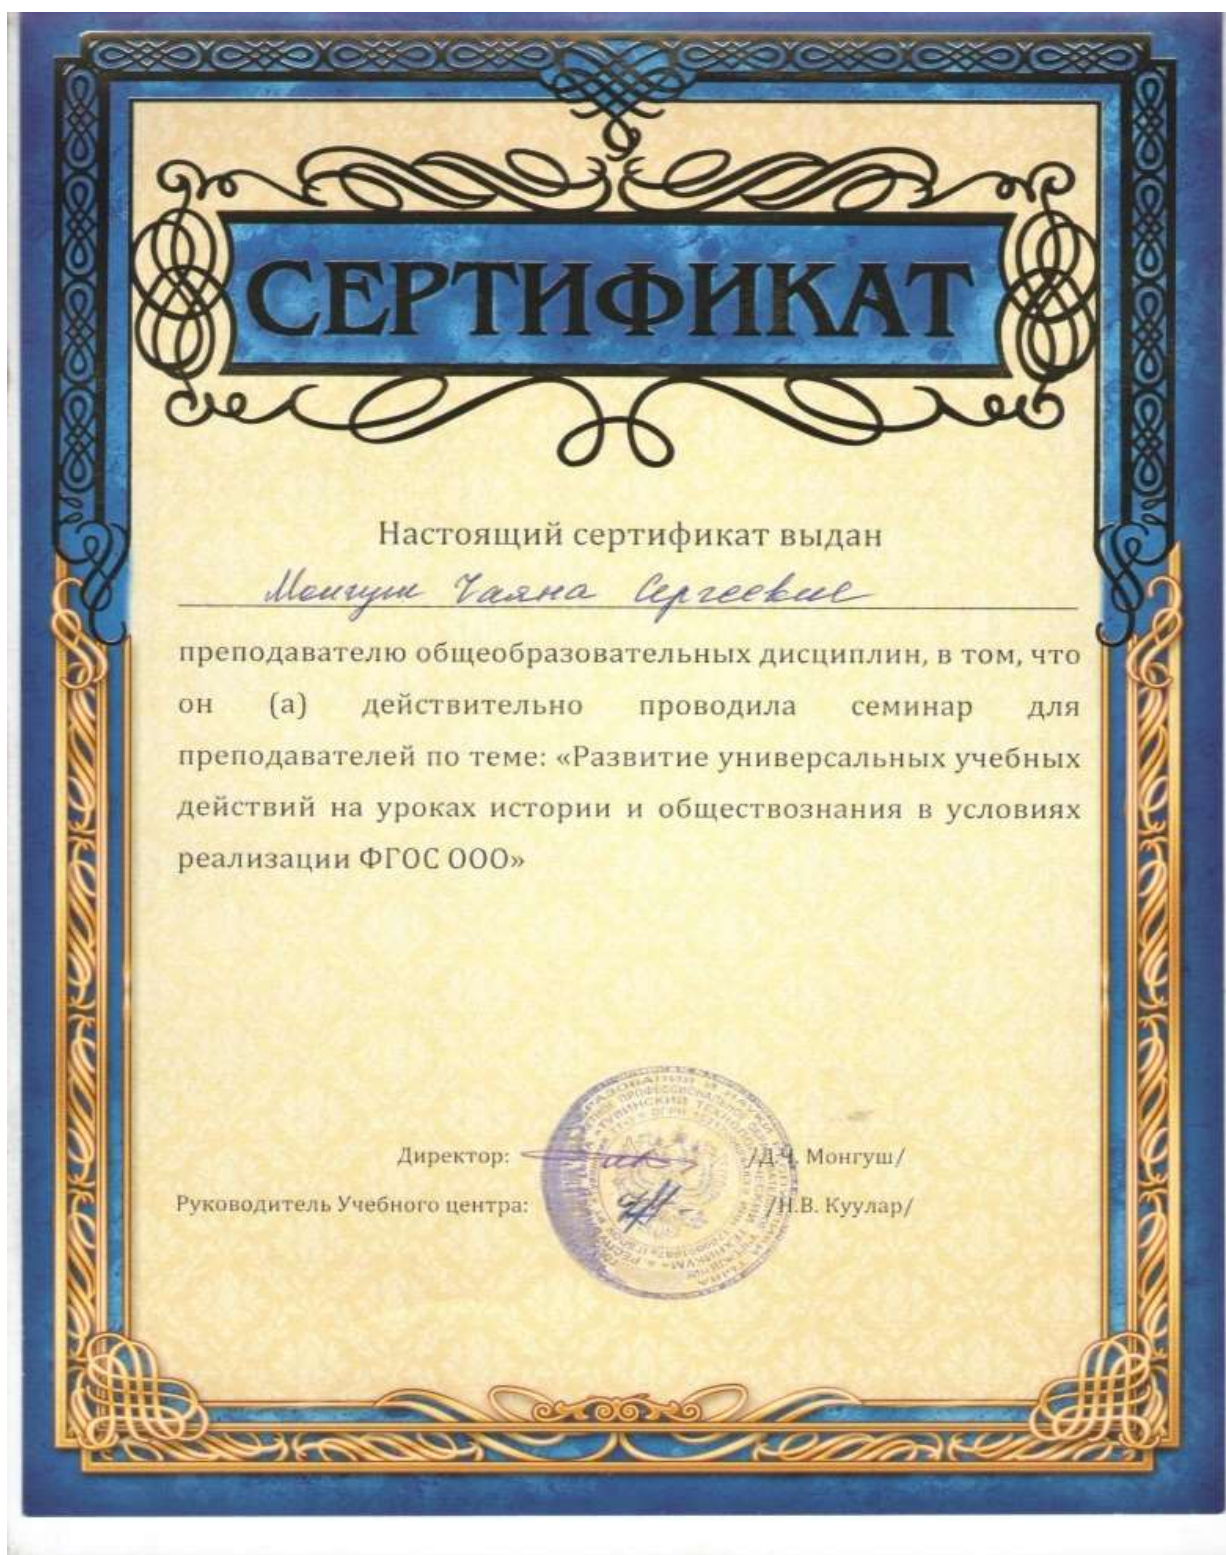 СЕРТИФИКАТ
Настоящий сертификат выдан
Монгуш Чаяна Сергеевне
преподавателю общеобразовательных дисциплин, в том, что
он (а) действительно проводила семинар для
преподавателей по теме: «Развитие универсальных учебных
действий на уроках истории и обществознания в условиях
реализации ФГОС ООО»
Директор: /Д.Ч. Монгуш/
Руководитель Учебного центра: /Н.В. Куулар/